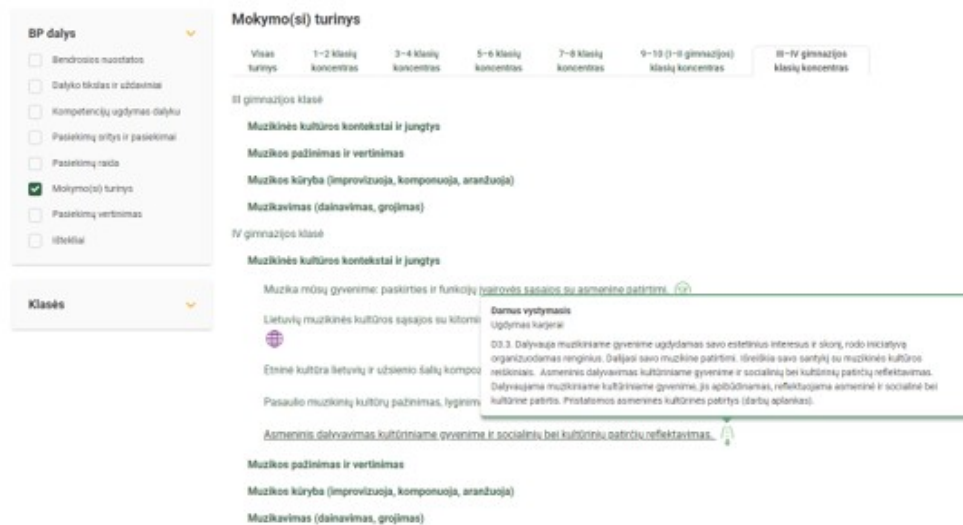 BP dalys
Bendrosios nuostatos
Dalyko tikslas ir uždaviniai
Kompetencijų ugdymas dalyku
Pasiekimų sritys ir pasiekimai
Pasiekimų raida
Mokymo(si) turinys
Pasiekimų vertinimas
Ištekliai
Klasės
Mokymo(si) turinys
Visas turinys
1–2 klasių koncentras
3–4 klasių koncentras
5–6 klasių koncentras
7–8 klasių koncentras
9–10 (I–II gimnazijos) klasių koncentras
III–IV gimnazijos klasių koncentras
III gimnazijos klasė
Muzikinės kultūros kontekstai ir jungtys
Muzikos pažinimas ir vertinimas
Muzikos kūryba (improvizuoja, komponuoja, aranžuoja)
Muzikavimas (dainavimas, grojimas)
IV gimnazijos klasė
Muzikinės kultūros kontekstai ir jungtys
Muzika mūsų gyvenime: paskirties ir funkcijų įvairovės sąsajos su asmenine patirtimi.
Lietuvių muzikinės kultūros sąsajos su kitomi
Etninė kultūra lietuvių ir užsienio šalių kompoz
Pasaulio muzikinių kultūrų pažinimas, lyginim
Darnus vystymasis
Ugdymas karjerai
D3.3. Dalyvauja muzikiniame gyvenime ugdydamas savo estetinius interesus ir skonį, rodo iniciatyvą
organizuodamas renginius. Dalijasi savo muzikine patirtimi. Išreiškia savo santykį su muzikinės kultūros
reiškiniais. Asmeninis dalyvavimas kultūriniame gyvenime ir socialinių bei kultūrinių patirčių reflektavimas.
Dalyvaujama muzikiniame kultūriniame gyvenime, jis apibūdinamas, reflektuojama asmeninė ir socialinė bei
kultūrinė patirtis. Pristatomos asmeninės kultūrinės patirtys (darbų aplankas).
Asmeninis dalyvavimas kultūriniame gyvenime ir socialinių bei kultūrinių patirčių reflektavimas.
Muzikos pažinimas ir vertinimas
Muzikos kūryba (improvizuoja, komponuoja, aranžuoja)
Muzikavimas (dainavimas, grojimas)